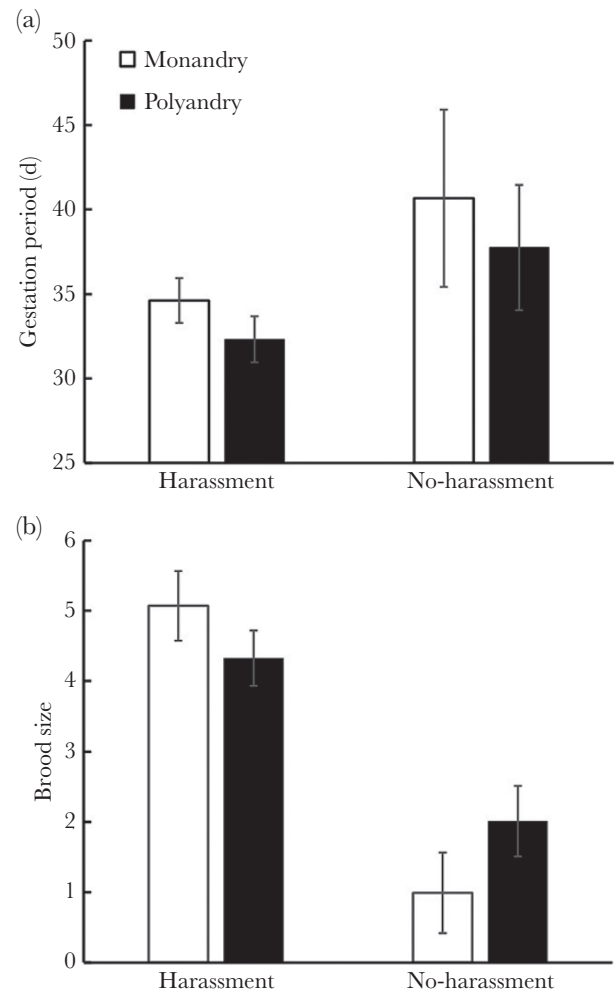 (a)
50
45
40
35
30
25
Gestation period (d)
Monandry
Polyandry
Harassment
No-harassment
(b)
6
5
4
3
2
1
0
Brood size
Harassment
No-harassment